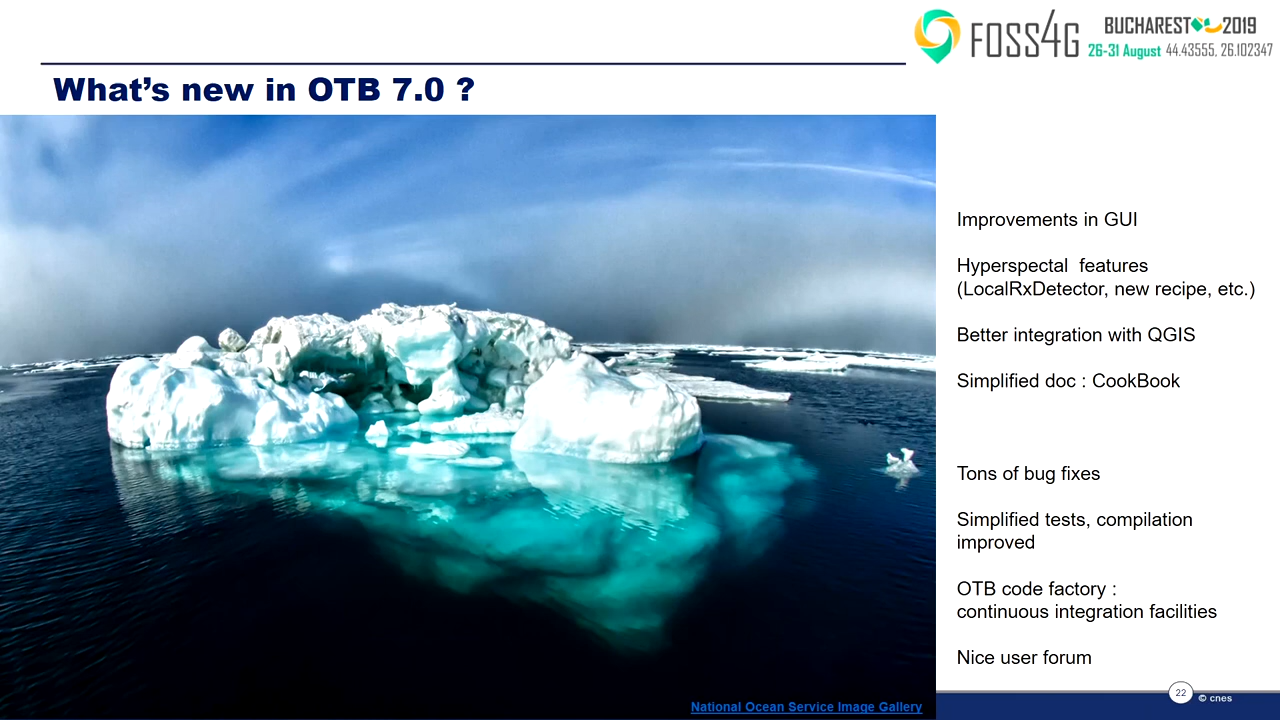 FOSS4G
BUCHAREST 2019
26-31 August 44.43555, 26.102347
What's new in OTB 7.0 ?
Improvements in GUI
Hyperspectal features
(LocalRxDetector, new recipe, etc.)
Better integration with QGIS
Simplified doc : CookBook
Tons of bug fixes
Simplified tests, compilation
improved
OTB code factory :
continuous integration facilities
Nice user forum
National Ocean Service Image Gallery
22
© cnes